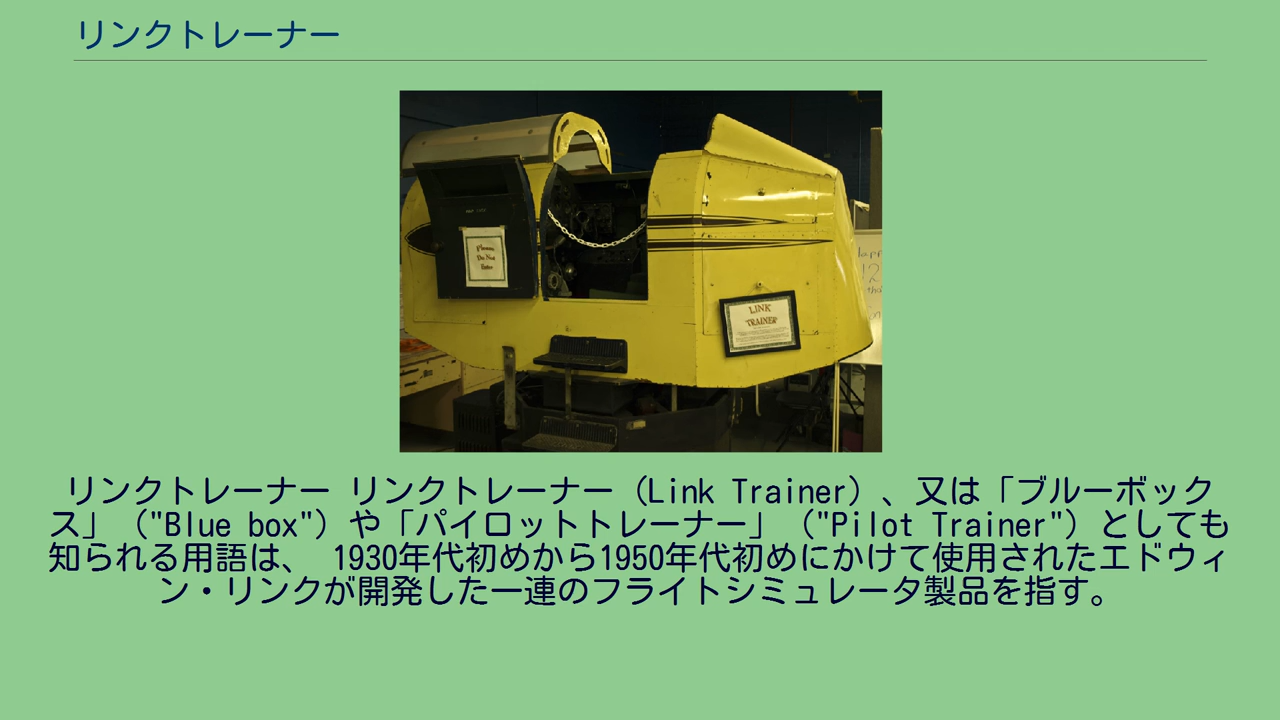 リンクトレーナー
Please
Do Not
Enter
LINK
TRAINER
リンクトレーナー リンクトレーナー（Link Trainer）、又は「ブルーボック
ス」（"Blue box"）や「パイロットトレーナー」（"Pilot Trainer"）としても
知られる用語は、 1930年代初めから1950年代初めにかけて使用されたエドウィ
ン・リンクが開発した一連のフライトシミュレータ製品を指す。